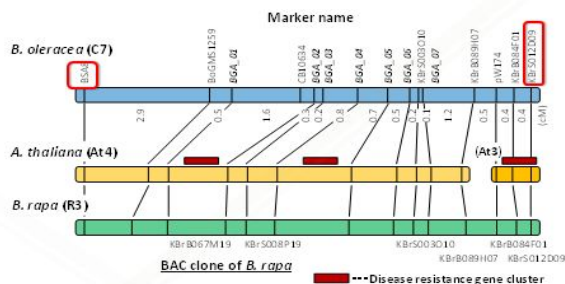 Marker name
B. oleracea (C7)
BSA5
BoGMS1259
BGA_01
CB10634
BGA_02
BGA_03
BGA_04
BGA_05
BGA_06
KBrS003O10
BGA_07
KBrB089H07
pW174
KBrB084F01
KBrS012D09
2.9
0.5
1.6
0.3
0.2
0.8
0.7
0.5
0.2
0.1
1.2
0.5
0.4
0.4
(cM)
A. thaliana (At4)
(At3)
B. rapa (R3)
KBrB067M19
KBrS008P19
KBrS003O10
KBrB089H07
KBrB084F01
KBrS012D09
BAC clone of B. rapa
---Disease resistance gene cluster